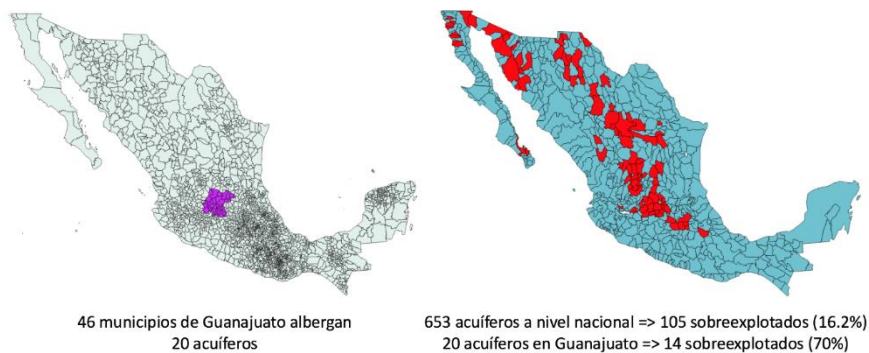 46 municipios de Guanajuato albergan
20 acuíferos
653 acuíferos a nivel nacional => 105 sobreexplotados (16.2%)
20 acuíferos en Guanajuato => 14 sobreexplotados (70%)